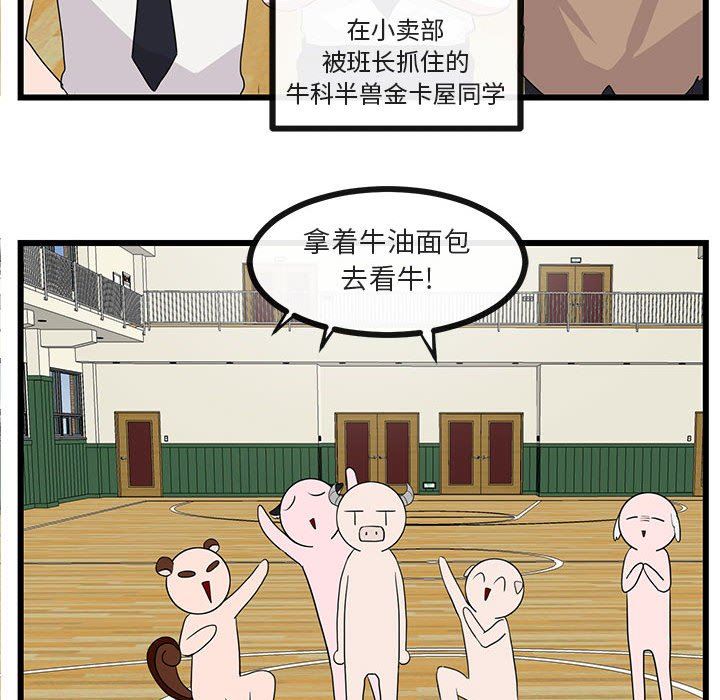 在小卖部
被班长抓住的
牛科半兽金卡屋同学
拿着牛油面包
去看牛!